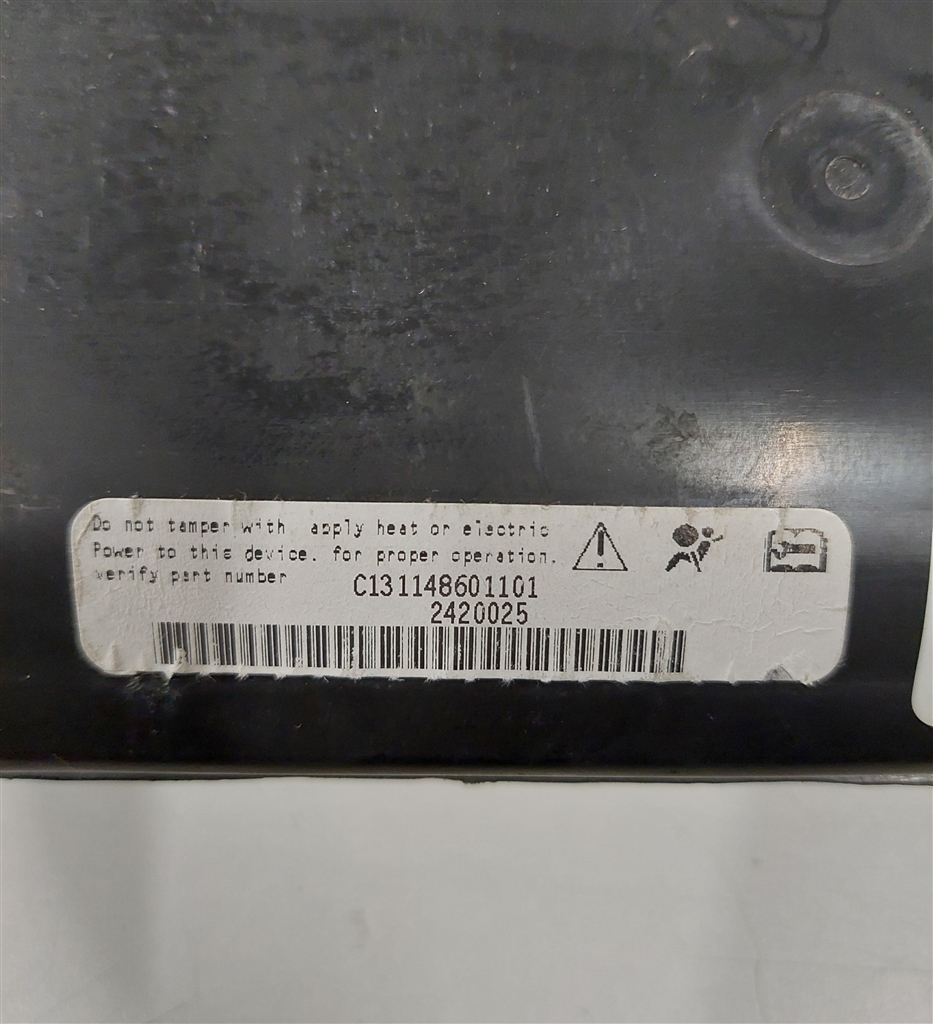 Do not tamper with, apply heat or electric
Power to this device. for proper operation.
verify part number
C131148601101
2420025